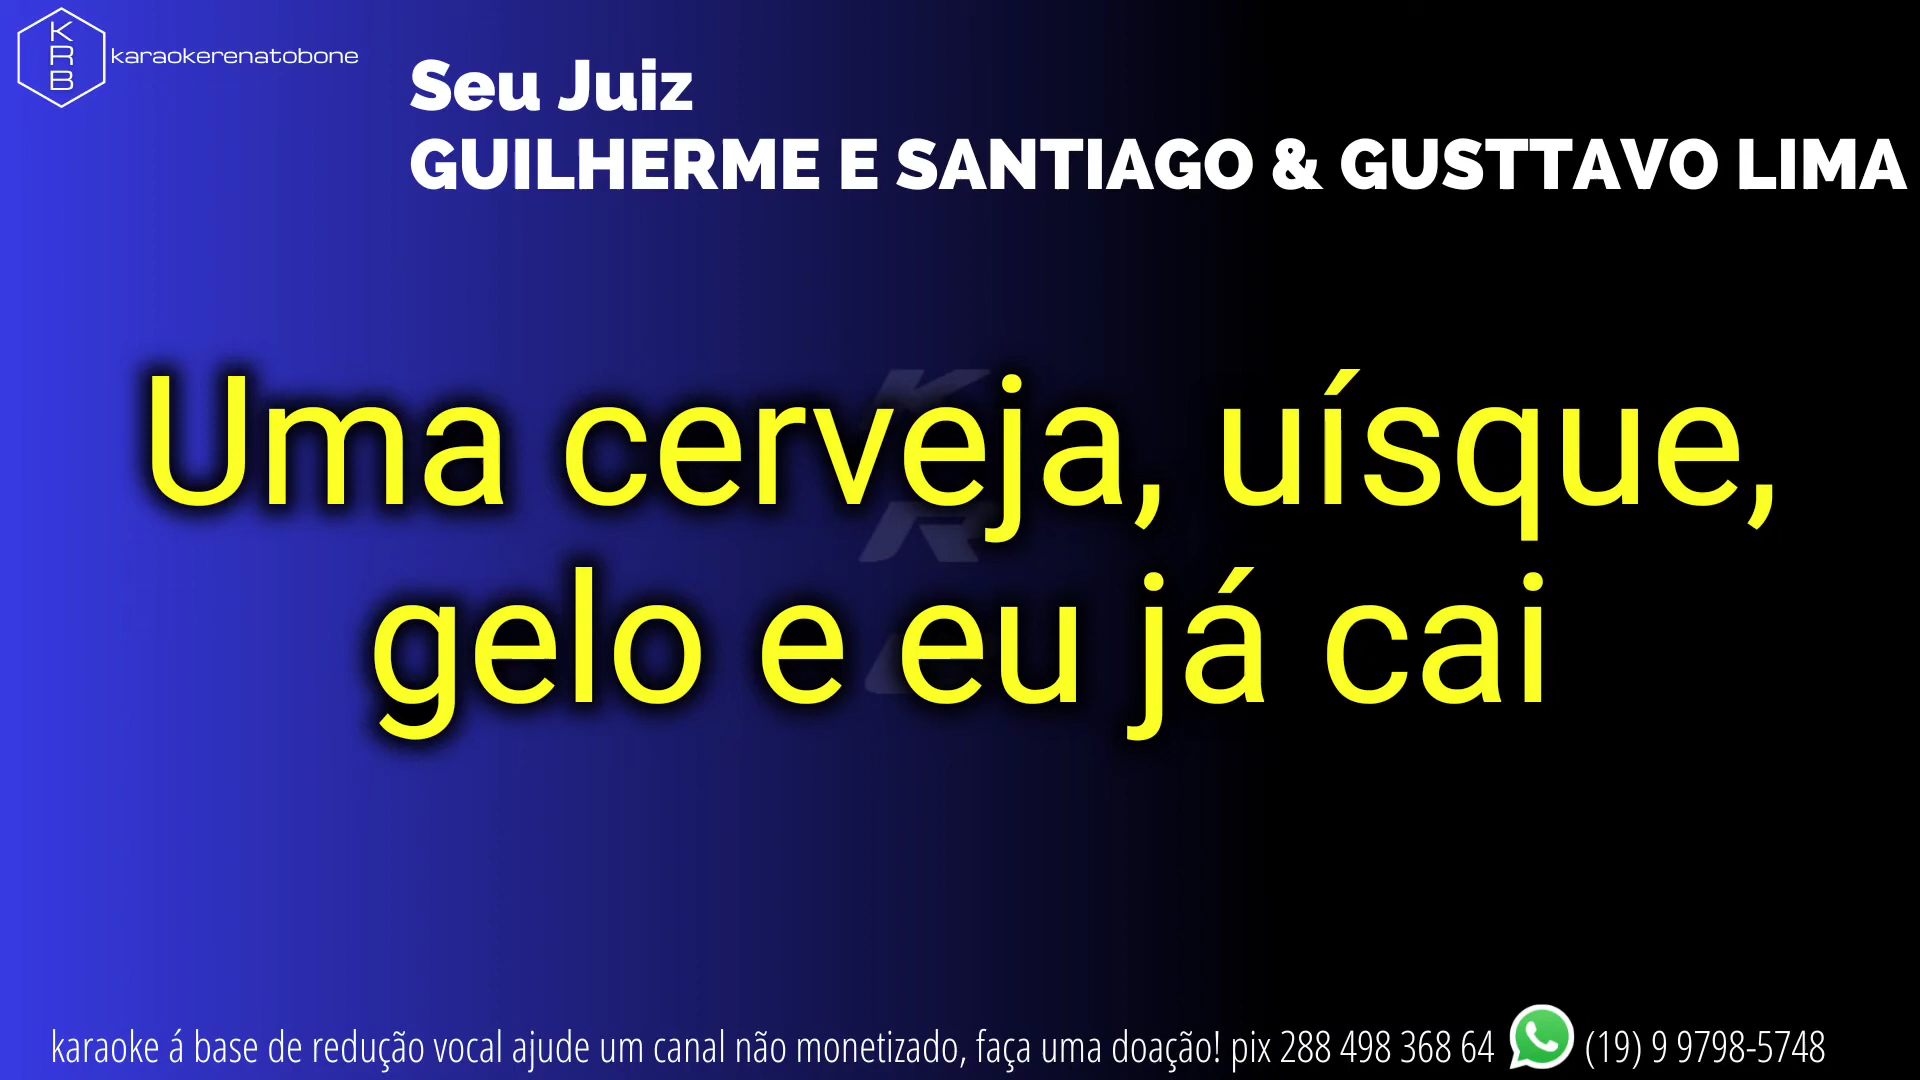 KRB
karaokerenatobone
Seu Juiz
GUILHERME E SANTIAGO & GUSTTAVO LIMA
Uma cerveja, uísque,
gelo e eu já cai
karaoke á base de redução vocal ajude um canal não monetizado, faça uma doação! pix 288 498 368 64 (19) 9 9798-5748